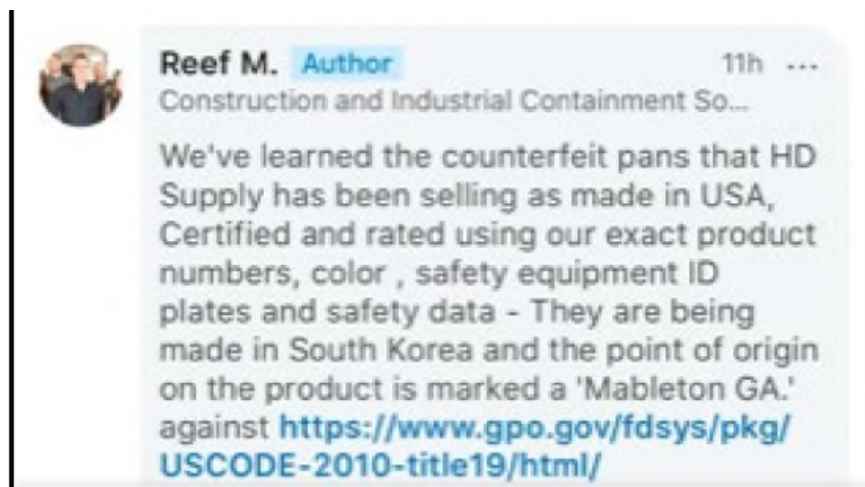 Reef M. Author 11h ...
Construction and Industrial Containment So...
We've learned the counterfeit pans that HD
Supply has been selling as made in USA,
Certified and rated using our exact product
numbers, color , safety equipment ID
plates and safety data - They are being
made in South Korea and the point of origin
on the product is marked a 'Mableton GA.'
against https://www.gpo.gov/fdsys/pkg/
USCODE-2010-title19/html/